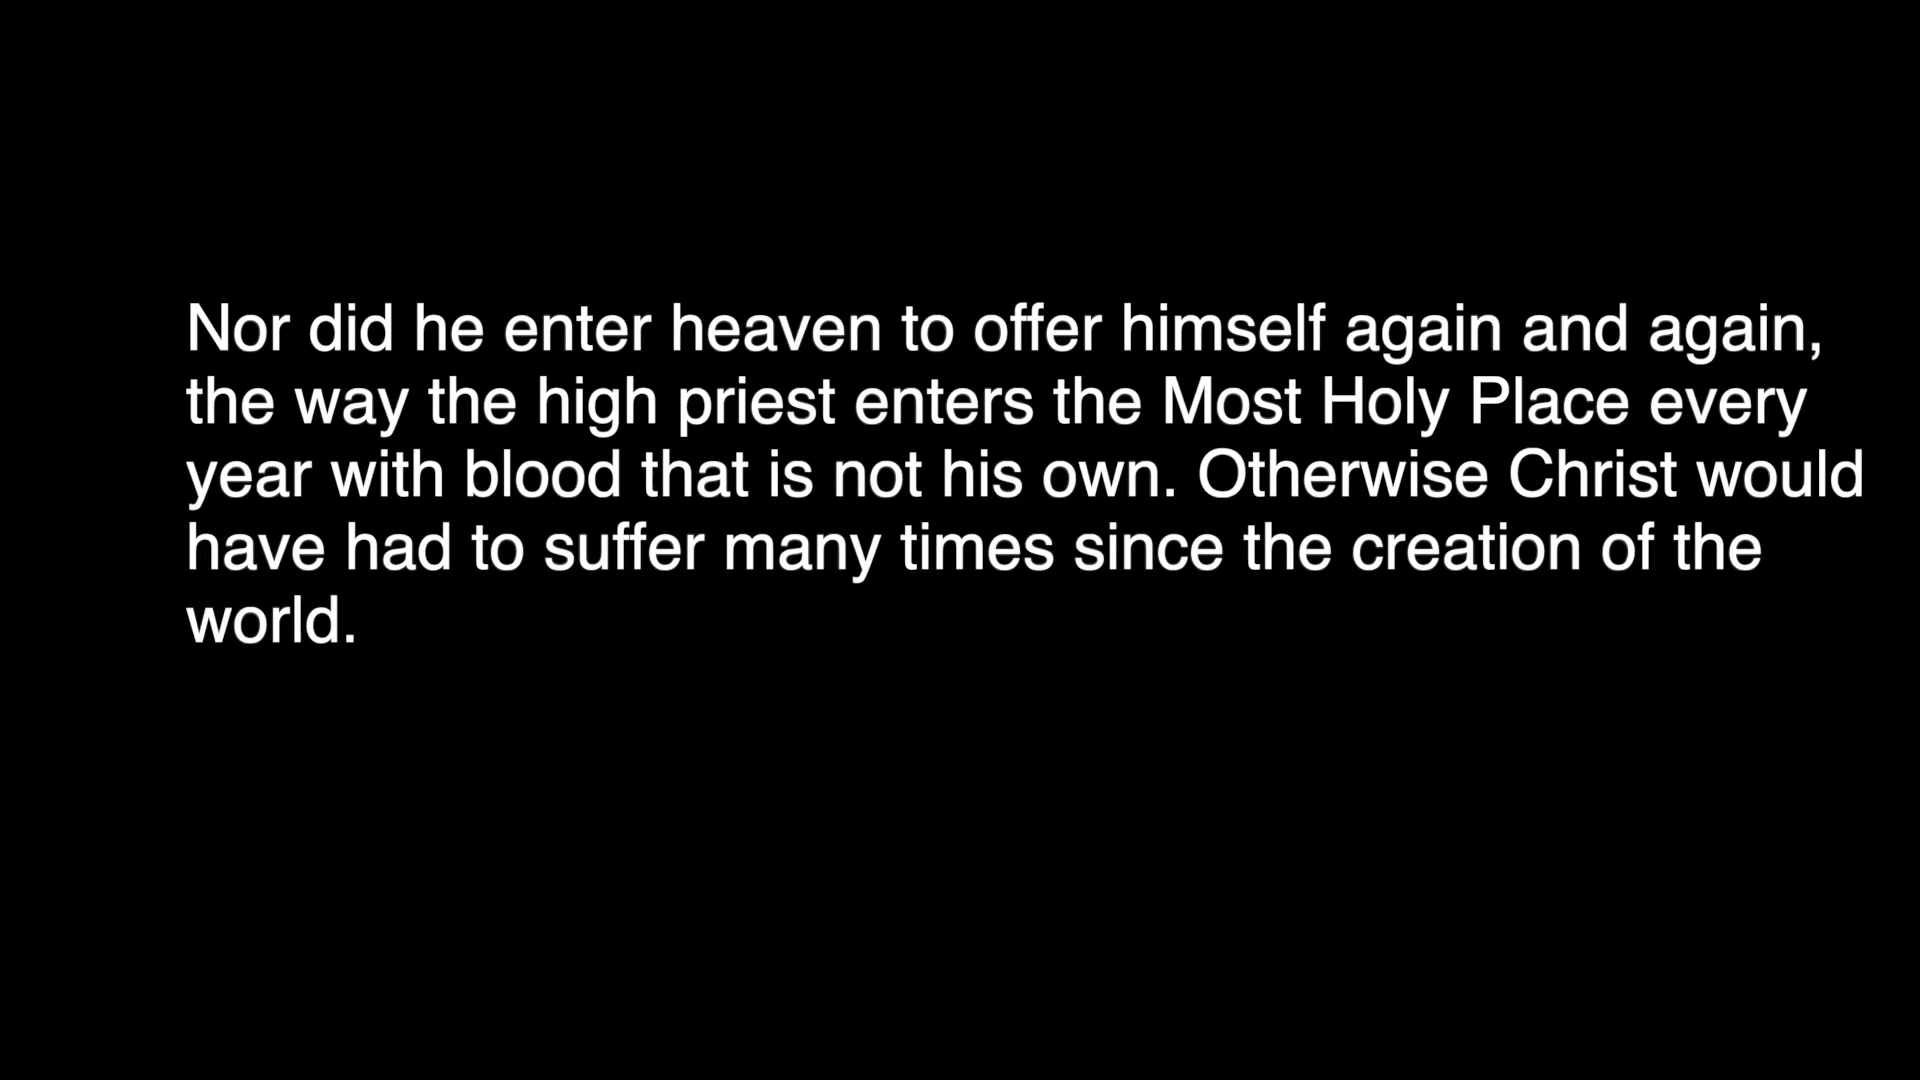 Nor did he enter heaven to offer himself again and again,
the way the high priest enters the Most Holy Place every
year with blood that is not his own. Otherwise Christ would
have had to suffer many times since the creation of the
world.